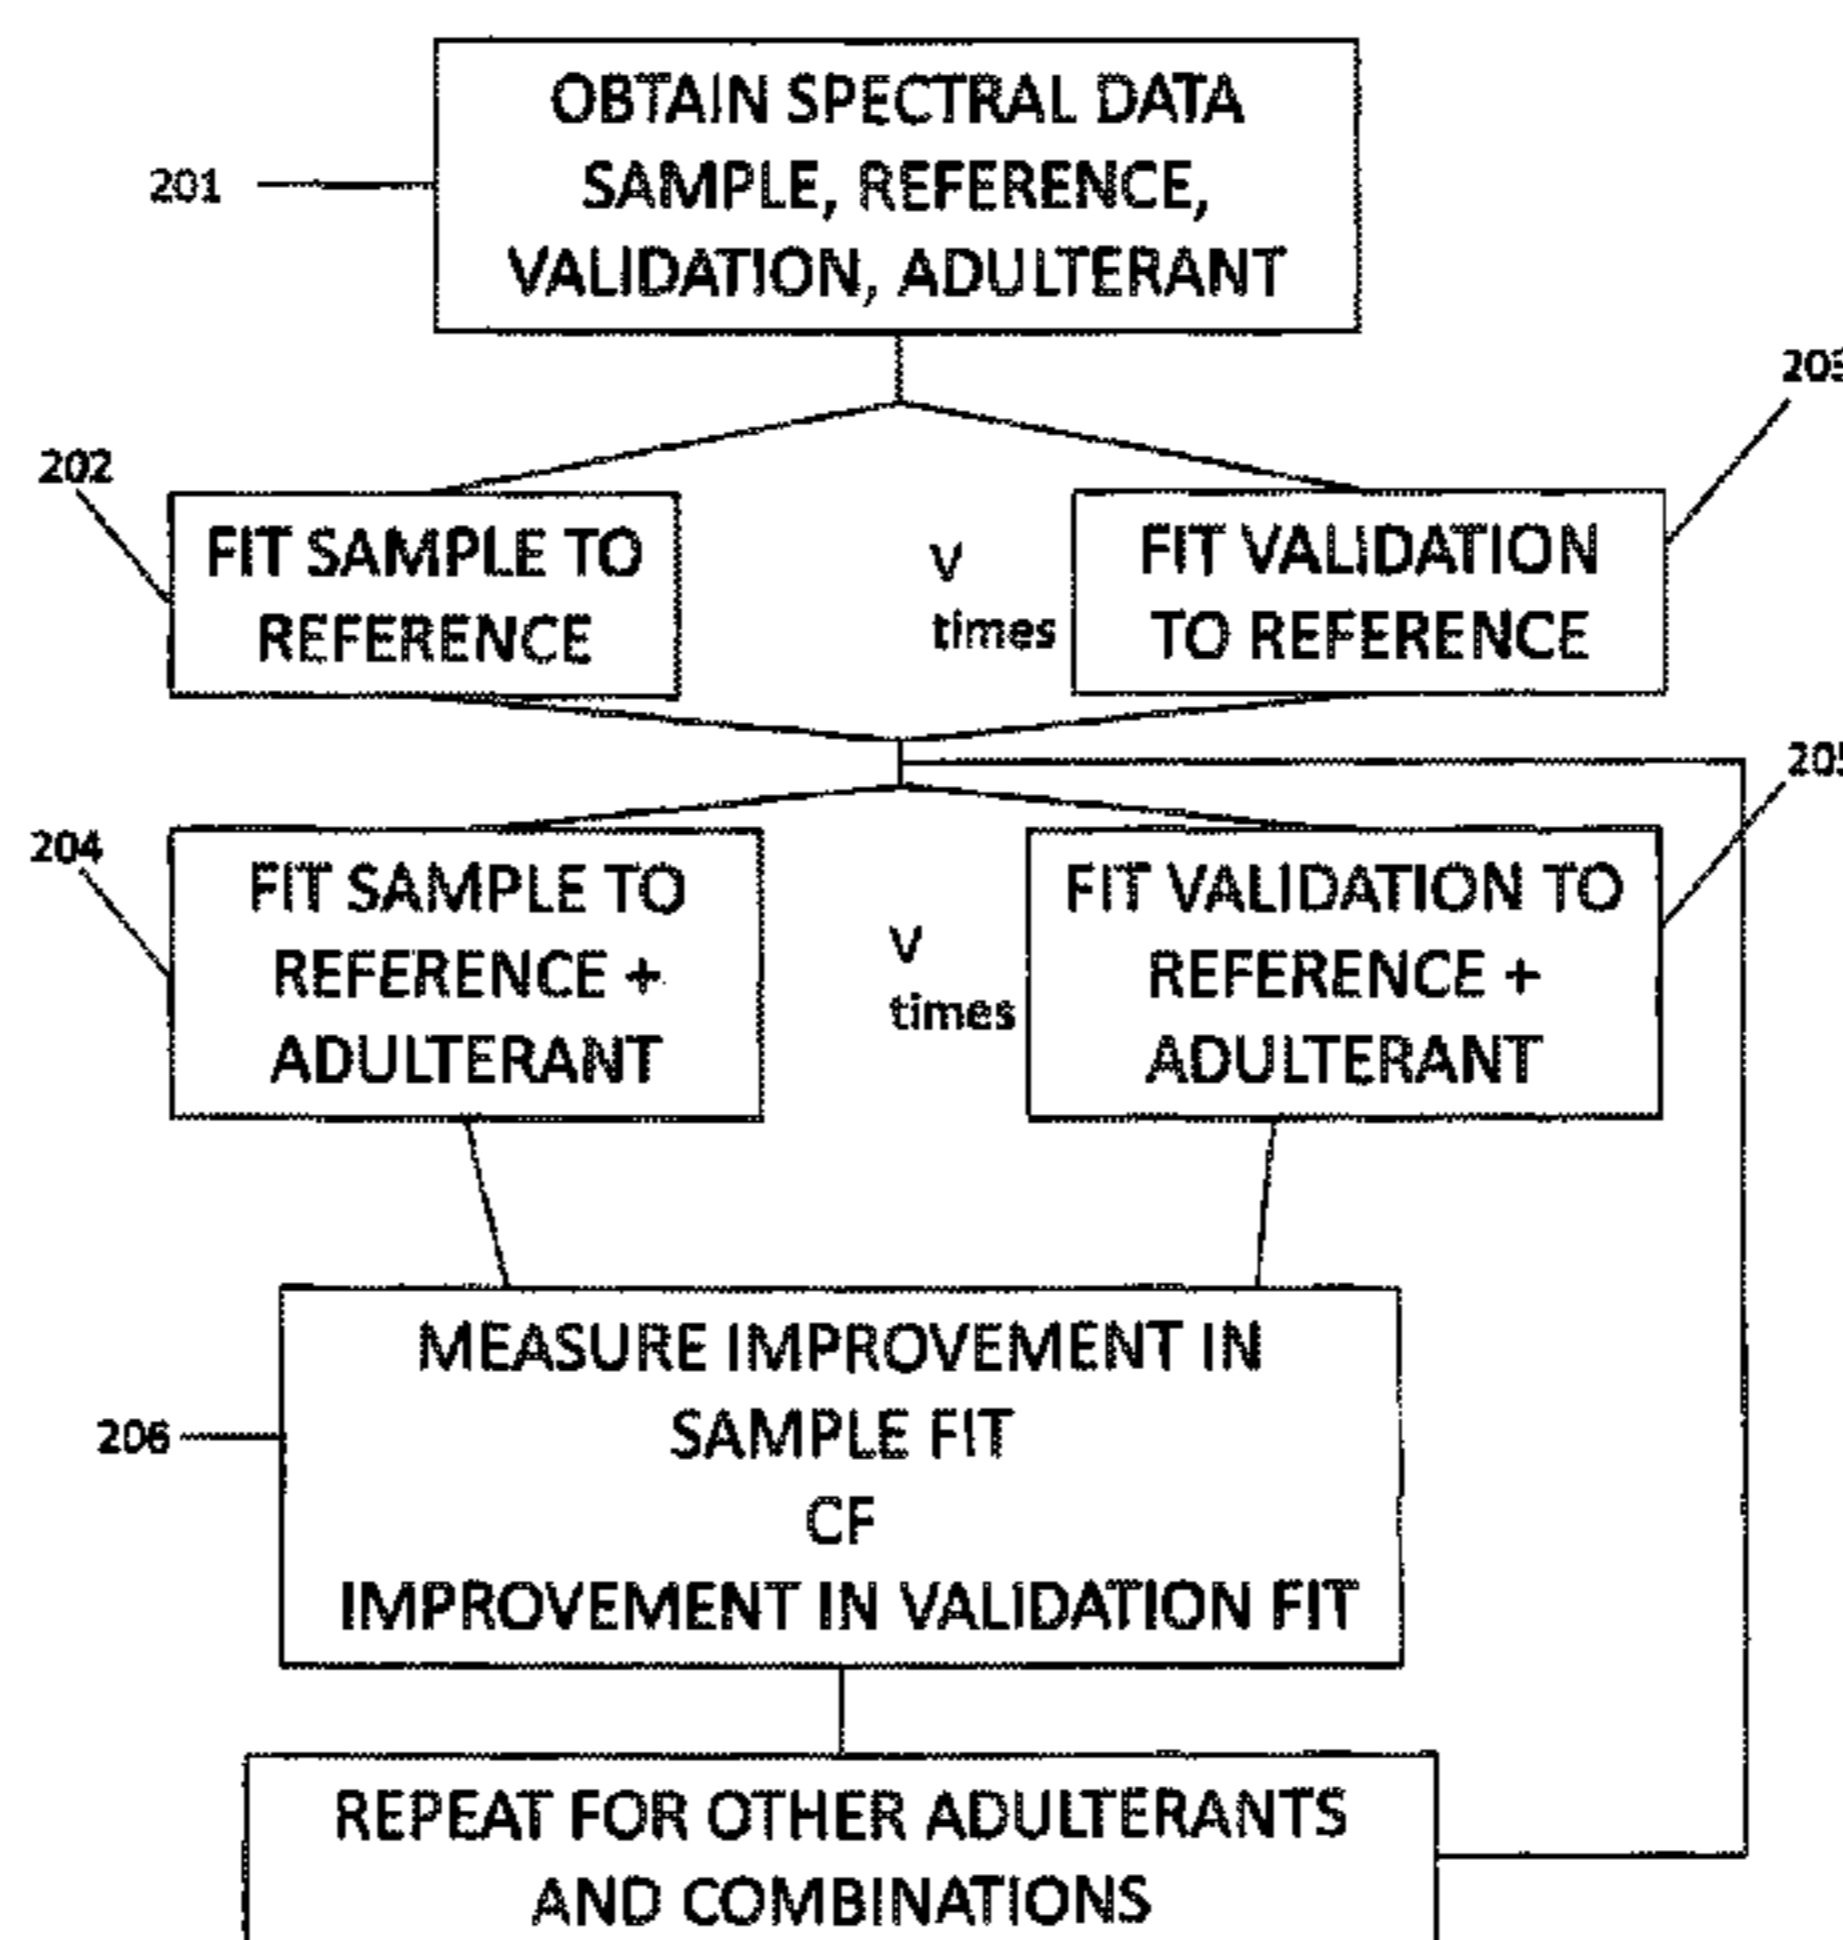 OBTAIN SPECTRAL DATA
SAMPLE, REFERENCE,
VALIDATION, ADULTERANT
201
202
FIT SAMPLE TO
REFERENCE
V
times
FIT VALIDATION
TO REFERENCE
204
FIT SAMPLE TO
REFERENCE +
ADULTERANT
V
times
FIT VALIDATION TO
REFERENCE +
ADULTERANT
206
MEASURE IMPROVEMENT IN
SAMPLE FIT
CF
IMPROVEMENT IN VALIDATION FIT
REPEAT FOR OTHER ADULTERANTS
AND COMBINATIONS